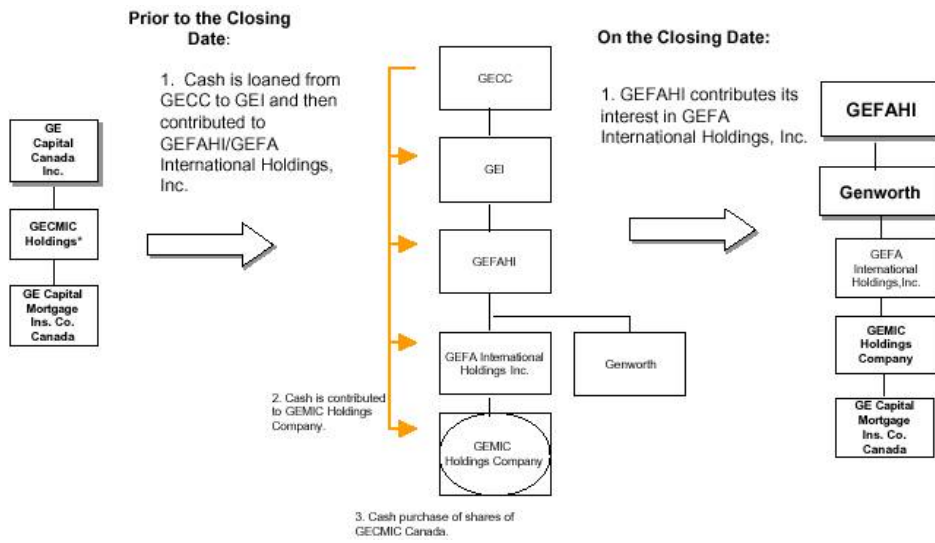 Prior to the Closing
Date:
1. Cash is loaned from
GECC to GEI and then
contributed to
GEFAHI/GEFA
International Holdings,
Inc.
GE
Capital
Canada
Inc.
GECMIC
Holdings*
GE Capital
Mortgage
Ins. Co.
Canada
GECC
GEI
GEFAHI
GEFA International
Holdings Inc.
Genworth
2. Cash is contributed
to GEMIC Holdings
Company.
GEMIC
Holdings Company
3. Cash purchase of shares of
GECMIC Canada.
On the Closing Date:
1. GEFAHI contributes its
interest in GEFA
International Holdings, Inc.
GEFAHI
Genworth
GEFA
International
Holdings,Inc.
GEMIC
Holdings
Company
GE Capital
Mortgage
Ins. Co.
Canada